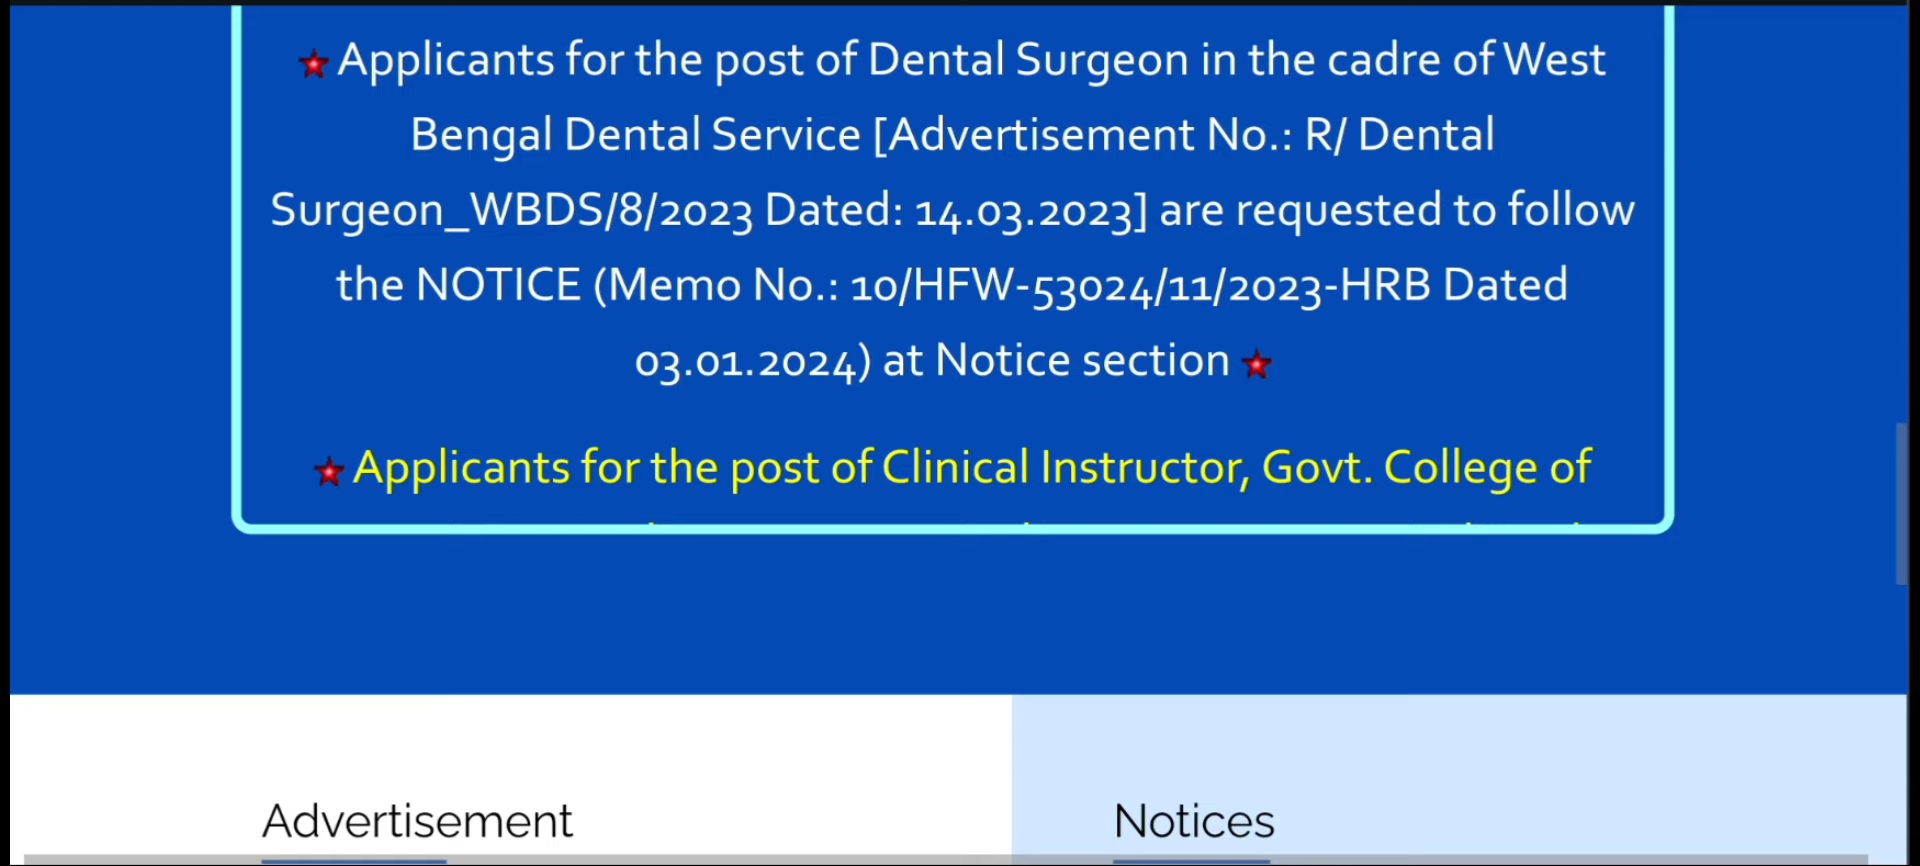 Applicants for the post of Dental Surgeon in the cadre of West
Bengal Dental Service [Advertisement No.: R/ Dental
Surgeon_WBDS/8/2023 Dated: 14.03.2023] are requested to follow
the NOTICE (Memo No.: 10/HFW-53024/11/2023-HRB Dated
03.01.2024) at Notice section
Applicants for the post of Clinical Instructor, Govt. College of
Advertisement
Notices